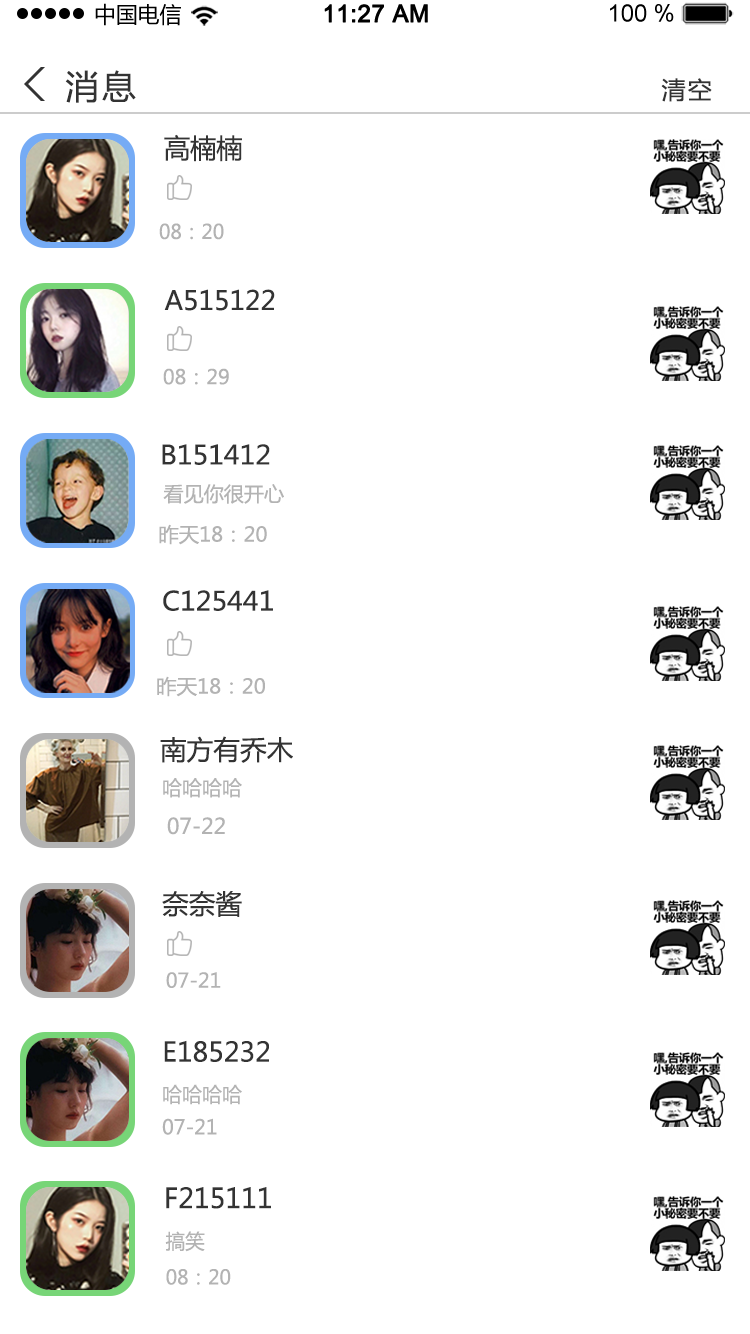 中国电信 11:27 AM 100 %
消息 清空
高楠楠
08：20
嘿,告诉你一个
小秘密要不要
A515122
08：29
嘿,告诉你一个
小秘密要不要
B151412
看见你很开心
昨天18：20
嘿,告诉你一个
小秘密要不要
C125441
昨天18：20
嘿,告诉你一个
小秘密要不要
南方有乔木
哈哈哈哈
07-22
嘿,告诉你一个
小秘密要不要
奈奈酱
07-21
嘿,告诉你一个
小秘密要不要
E185232
哈哈哈哈
07-21
嘿,告诉你一个
小秘密要不要
F215111
搞笑
08：20
嘿,告诉你一个
小秘密要不要